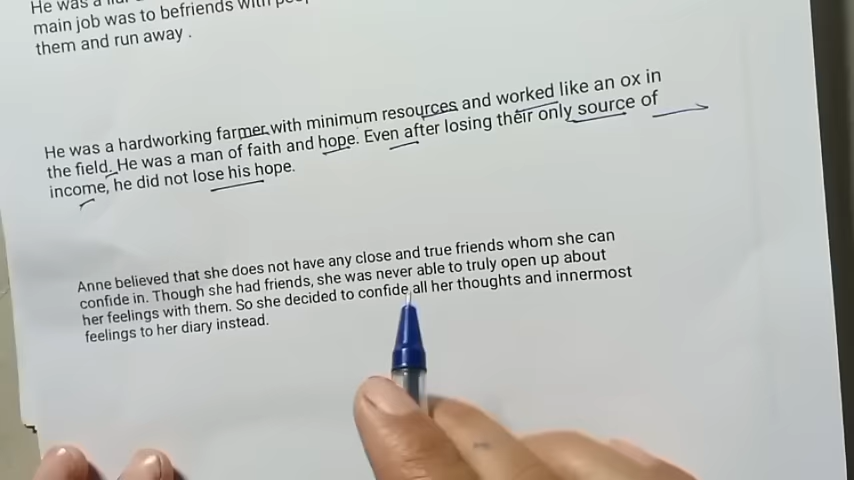 He was a
main job was to befriends with
them and run away .
He was a hardworking farmer with minimum resources and worked like an ox in
the field. He was a man of faith and hope. Even after losing their only source of
income, he did not lose his hope.
Anne believed that she does not have any close and true friends whom she can
confide in. Though she had friends, she was never able to truly open up about
her feelings with them. So she decided to confide all her thoughts and innermost
feelings to her diary instead.